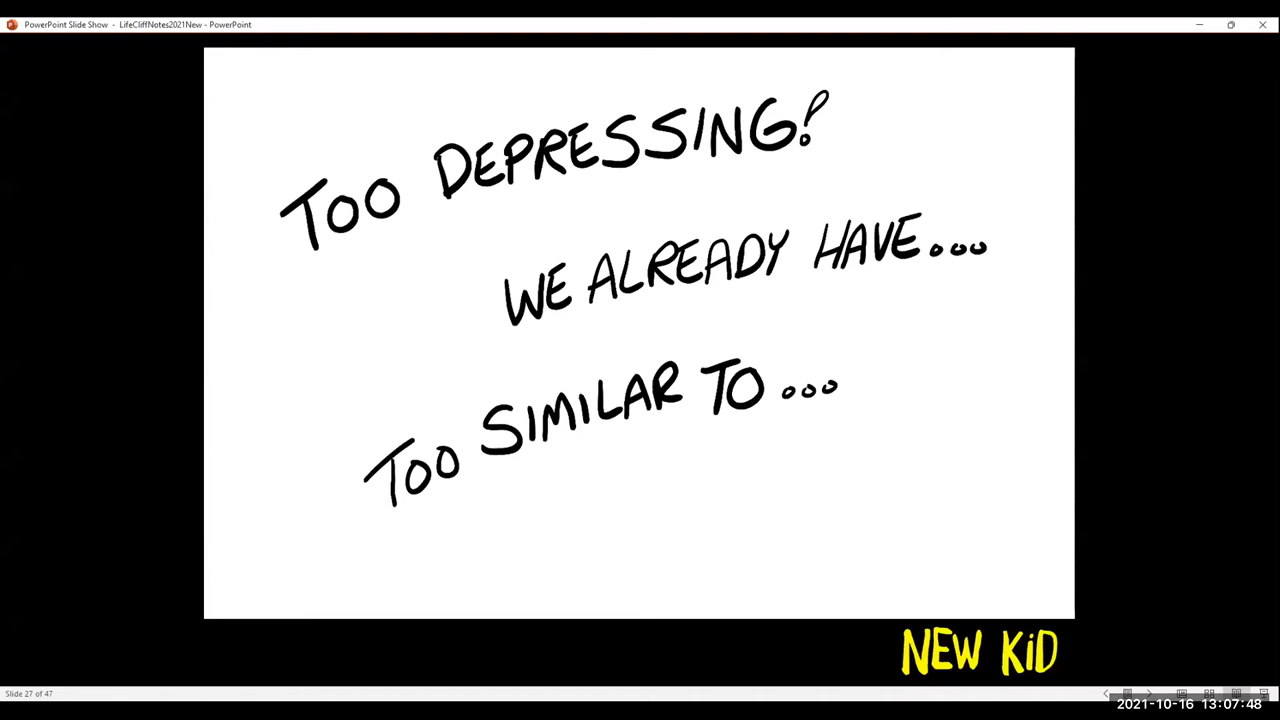 PowerPoint Slide Show - LifeCliffNotes2021New - PowerPoint
TOO DEPRESSING!
WE ALREADY HAVE...
TOO SIMILAR TO...
NEW KiD
Slide 27 of 47
2021-10-16 13:07:48